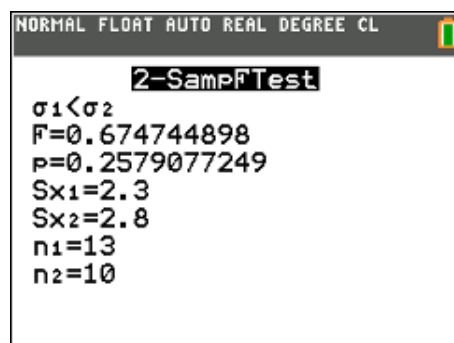 NORMAL FLOAT AUTO REAL DEGREE CL
2-SampFTest
σ1<σ2
F=0.674744898
p=0.2579077249
Sx1=2.3
Sx2=2.8
n1=13
n2=10